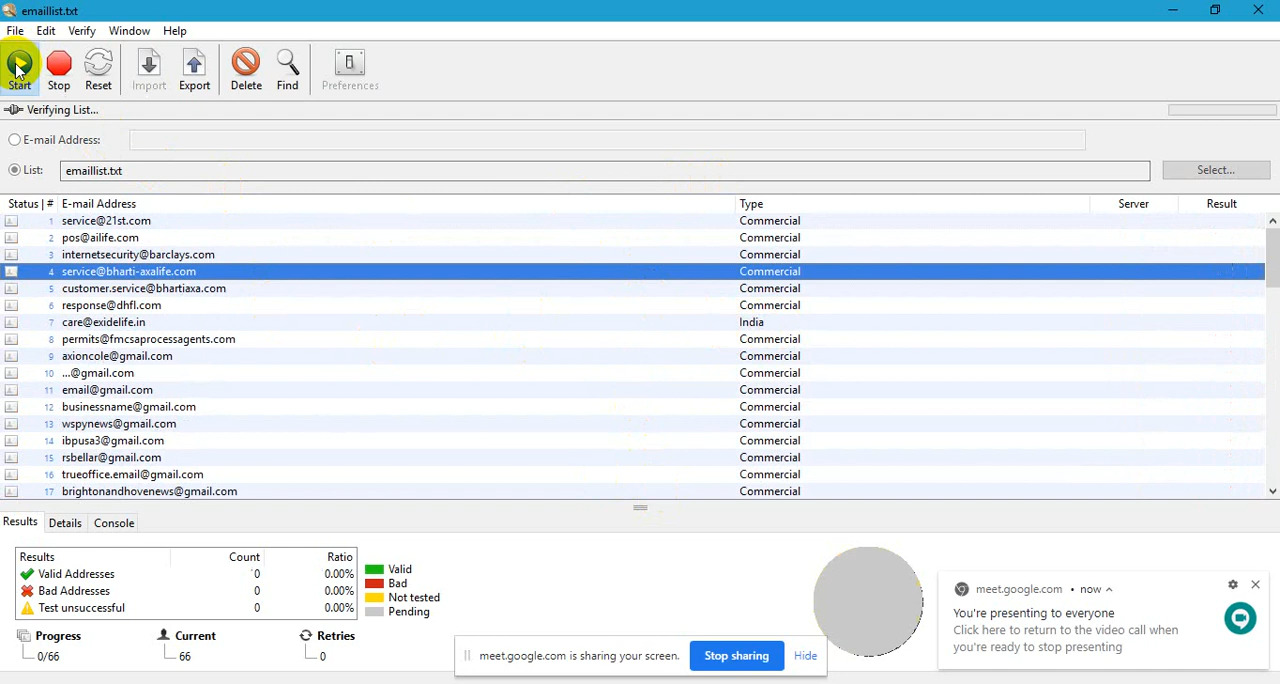 emaillist.txt
File Edit Verify Window Help
Start Stop Reset Import Export Delete Find Preferences
Verifying List...
E-mail Address:
List: emaillist.txt Select...
Status | # E-mail Address Type Server Result
1 service@21st.com Commercial
2 pos@ailife.com Commercial
3 internetsecurity@barclays.com Commercial
4 service@bharti-axalife.com Commercial
5 customer.service@bhartiaxa.com Commercial
6 response@dhfl.com Commercial
7 care@exidelife.in India
8 permits@fmcsaprocessagents.com Commercial
9 axioncole@gmail.com Commercial
10 ...@gmail.com Commercial
11 email@gmail.com Commercial
12 businessname@gmail.com Commercial
13 wspynews@gmail.com Commercial
14 ibpusa3@gmail.com Commercial
15 rsbellar@gmail.com Commercial
16 trueoffice.email@gmail.com Commercial
17 brightonandhovenews@gmail.com Commercial
Results Details Console
Results Count Ratio
Valid Addresses 0 0.00%
Bad Addresses 0 0.00%
Test unsuccessful 0 0.00%
Valid
Bad
Not tested
Pending
Progress Current Retries
0/66 66 0
meet.google.com is sharing your screen. Stop sharing Hide
meet.google.com • now
You're presenting to everyone
Click here to return to the video call when
you're ready to stop presenting